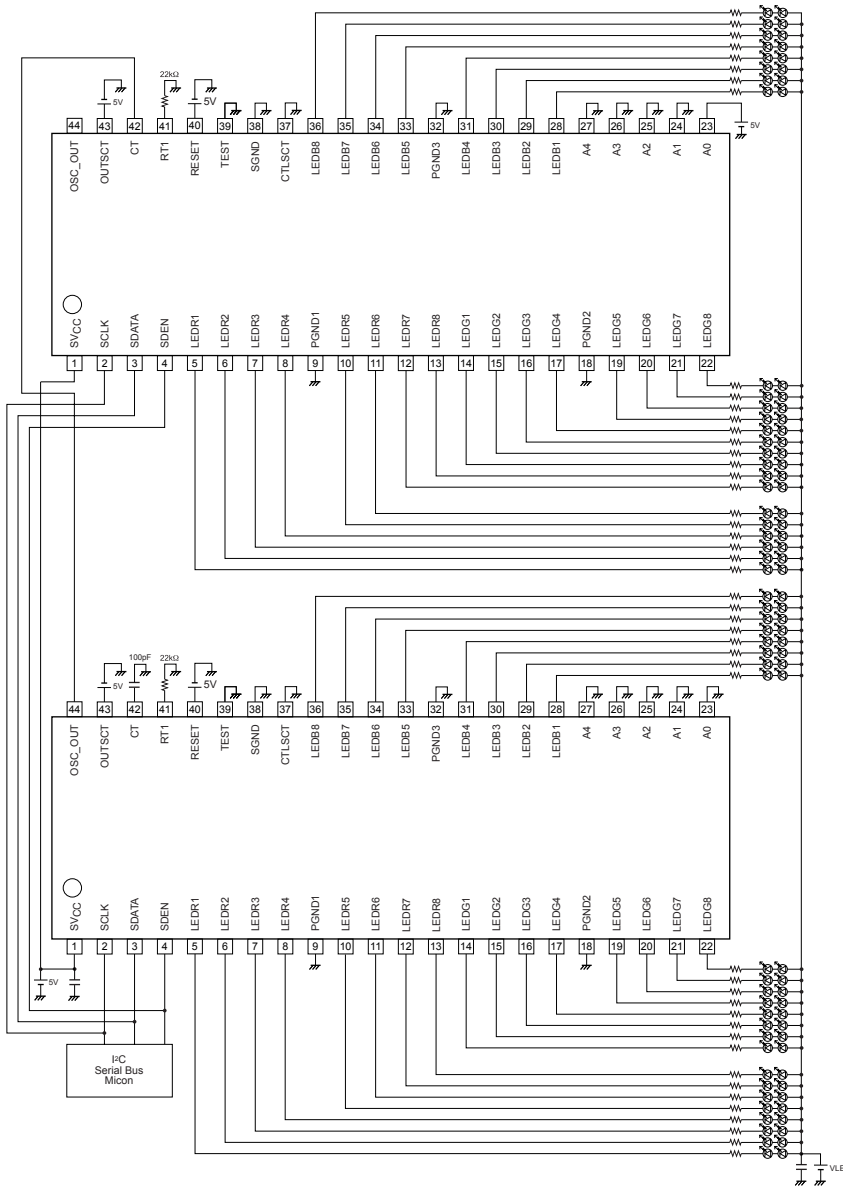 22kΩ
5V 5V
44 43 42 41 40 39 38 37 36 35 34 33 32 31 30 29 28 27 26 25 24 23
5V
OSC_OUT OUTSCT CT RT1 RESET TEST SGND CTLSCT LEDB8 LEDB7 LEDB6 LEDB5 PGND3 LEDB4 LEDB3 LEDB2 LEDB1 A4 A3 A2 A1 A0
SVCC SCLK SDATA SDEN LEDR1 LEDR2 LEDR3 LEDR4 PGND1 LEDR5 LEDR6 LEDR7 LEDR8 LEDG1 LEDG2 LEDG3 LEDG4 PGND2 LEDG5 LEDG6 LEDG7 LEDG8
1 2 3 4 5 6 7 8 9 10 11 12 13 14 15 16 17 18 19 20 21 22
100pF 22kΩ
5V 5V
44 43 42 41 40 39 38 37 36 35 34 33 32 31 30 29 28 27 26 25 24 23
OSC_OUT OUTSCT CT RT1 RESET TEST SGND CTLSCT LEDB8 LEDB7 LEDB6 LEDB5 PGND3 LEDB4 LEDB3 LEDB2 LEDB1 A4 A3 A2 A1 A0
SVCC SCLK SDATA SDEN LEDR1 LEDR2 LEDR3 LEDR4 PGND1 LEDR5 LEDR6 LEDR7 LEDR8 LEDG1 LEDG2 LEDG3 LEDG4 PGND2 LEDG5 LEDG6 LEDG7 LEDG8
1 2 3 4 5 6 7 8 9 10 11 12 13 14 15 16 17 18 19 20 21 22
5V
I²C
Serial Bus
Micon